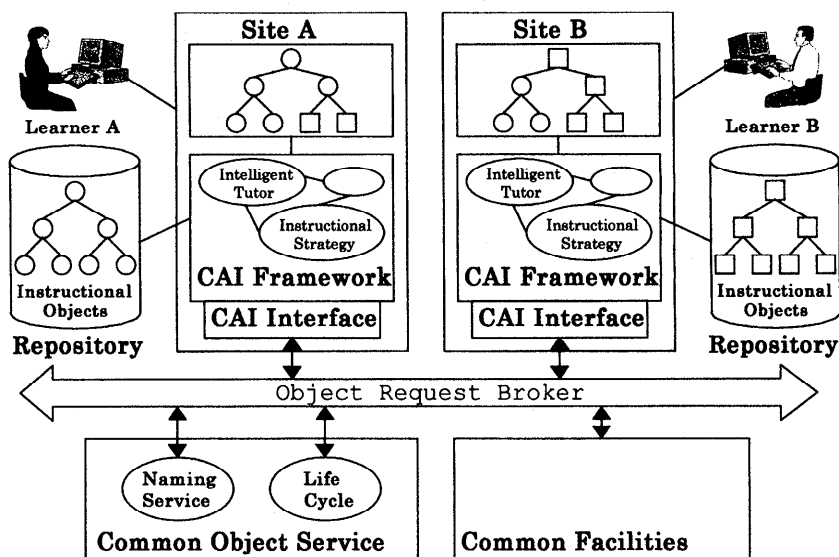 Site A
Site B
Learner A
Learner B
Intelligent
Tutor
Instructional
Strategy
CAI Framework
CAI Interface
Intelligent
Tutor
Instructional
Strategy
CAI Framework
CAI Interface
Instructional
Objects
Repository
Instructional
Objects
Repository
Object Request Broker
Naming
Service
Life
Cycle
Common Object Service
Common Facilities